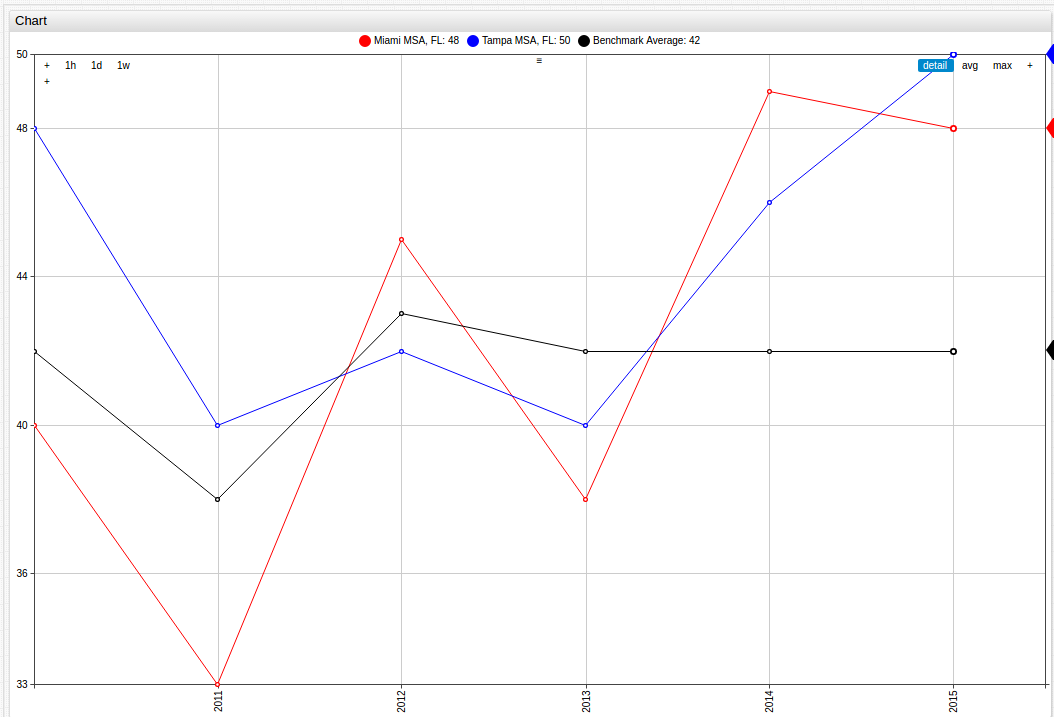 Chart
Miami MSA, FL: 48 Tampa MSA, FL: 50 Benchmark Average: 42
50
+ 1h 1d 1w
≡
detail avg max +
+
48
44
40
36
33
2011 2012 2013 2014 2015